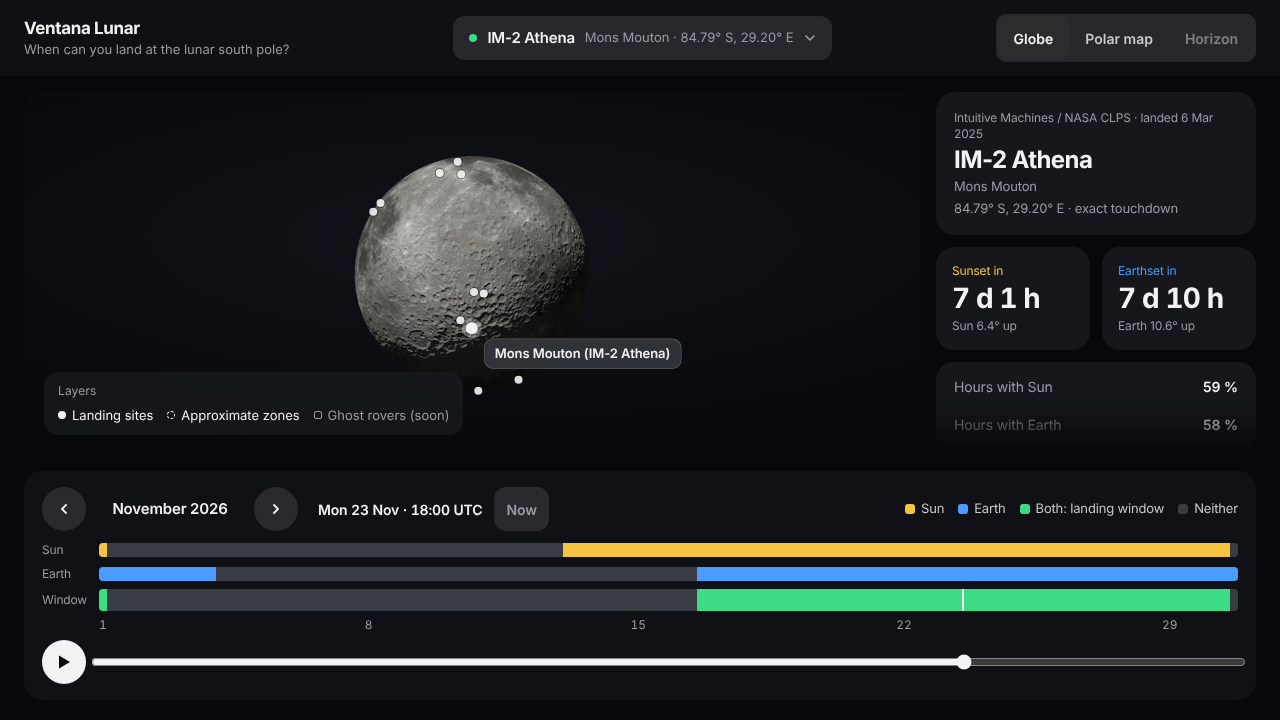 Ventana Lunar
When can you land at the lunar south pole?
IM-2 Athena Mons Mouton · 84.79° S, 29.20° E
Globe Polar map Horizon
Intuitive Machines / NASA CLPS · landed 6 Mar
2025
IM-2 Athena
Mons Mouton
84.79° S, 29.20° E · exact touchdown
Sunset in
7 d 1 h
Sun 6.4° up
Earthset in
7 d 10 h
Earth 10.6° up
Hours with Sun 59 %
Hours with Earth 58 %
Mons Mouton (IM-2 Athena)
Layers
Landing sites Approximate zones Ghost rovers (soon)
November 2026 Mon 23 Nov · 18:00 UTC Now
Sun Earth Both: landing window Neither
Sun
Earth
Window
1 8 15 22 29